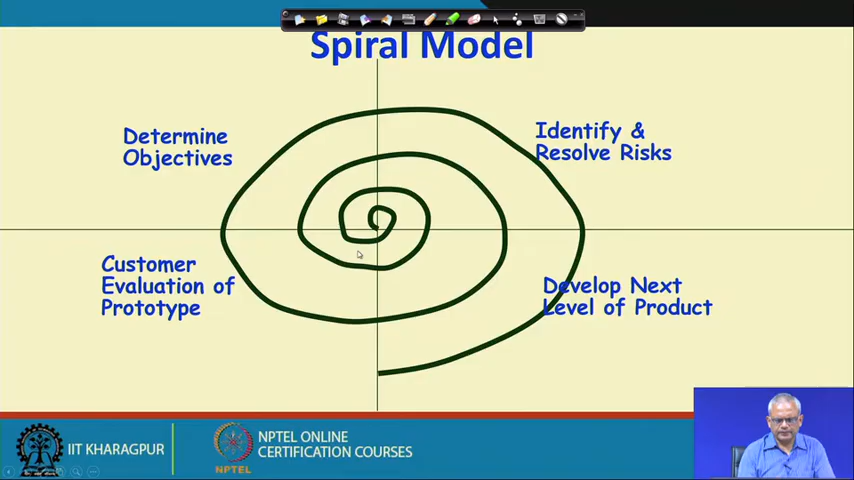 Spiral Model
Determine
Objectives
Identify &
Resolve Risks
Customer
Evaluation of
Prototype
Develop Next
Level of Product
IIT KHARAGPUR
NPTEL
NPTEL ONLINE
CERTIFICATION COURSES